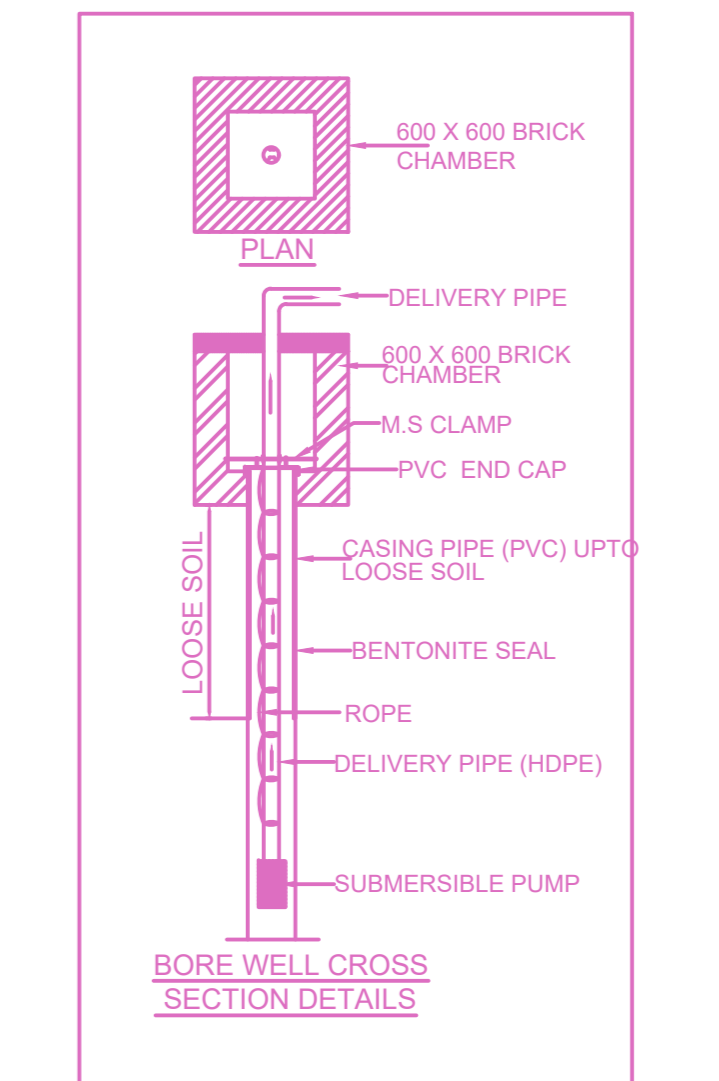 600 X 600 BRICK
CHAMBER
PLAN
DELIVERY PIPE
600 X 600 BRICK
CHAMBER
M.S CLAMP
PVC END CAP
LOOSE SOIL
CASING PIPE (PVC) UPTO
LOOSE SOIL
BENTONITE SEAL
ROPE
DELIVERY PIPE (HDPE)
SUBMERSIBLE PUMP
BORE WELL CROSS
SECTION DETAILS